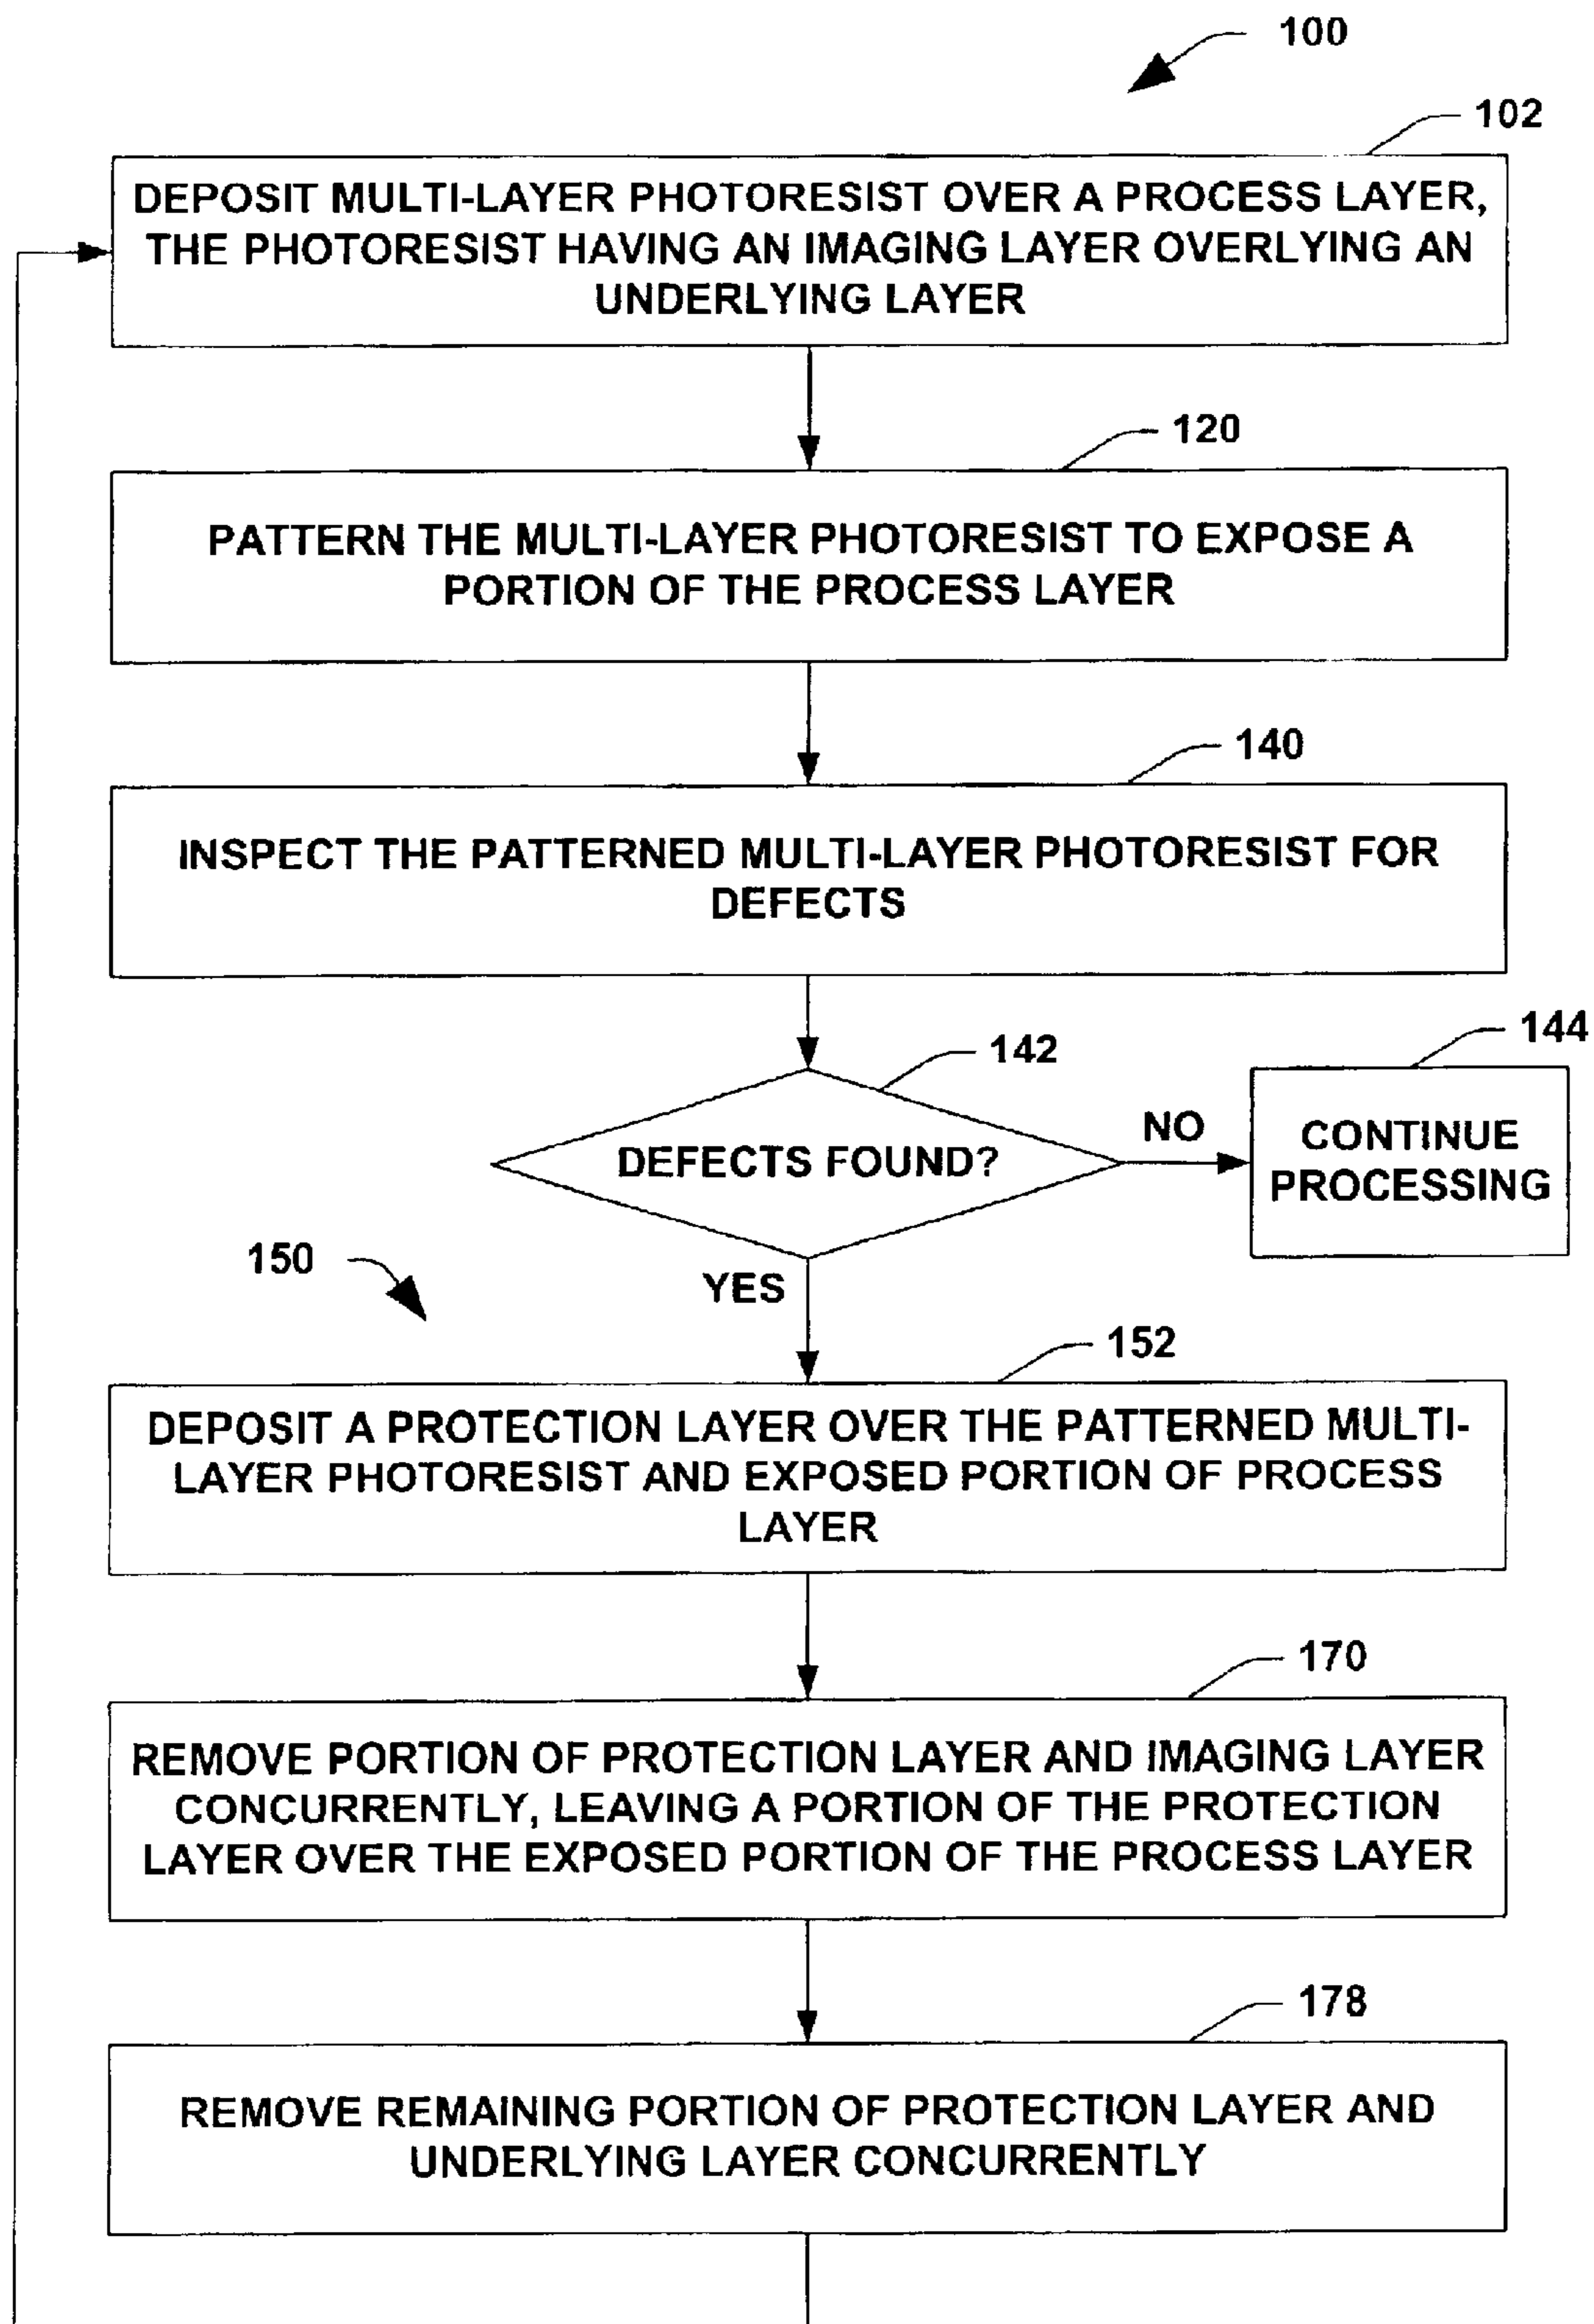 100
102
DEPOSIT MULTI-LAYER PHOTORESIST OVER A PROCESS LAYER,
THE PHOTORESIST HAVING AN IMAGING LAYER OVERLYING AN
UNDERLYING LAYER
120
PATTERN THE MULTI-LAYER PHOTORESIST TO EXPOSE A
PORTION OF THE PROCESS LAYER
140
INSPECT THE PATTERNED MULTI-LAYER PHOTORESIST FOR
DEFECTS
142
DEFECTS FOUND?
NO
144
CONTINUE
PROCESSING
150
YES
152
DEPOSIT A PROTECTION LAYER OVER THE PATTERNED MULTI-
LAYER PHOTORESIST AND EXPOSED PORTION OF PROCESS
LAYER
170
REMOVE PORTION OF PROTECTION LAYER AND IMAGING LAYER
CONCURRENTLY, LEAVING A PORTION OF THE PROTECTION
LAYER OVER THE EXPOSED PORTION OF THE PROCESS LAYER
178
REMOVE REMAINING PORTION OF PROTECTION LAYER AND
UNDERLYING LAYER CONCURRENTLY